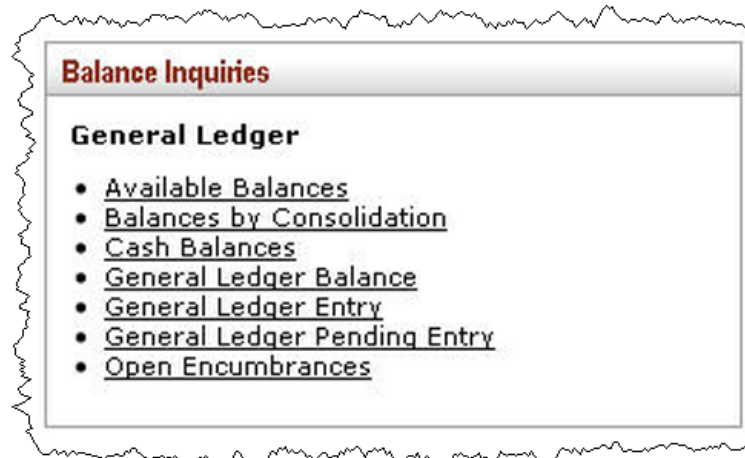 Balance Inquiries
General Ledger
• Available Balances
• Balances by Consolidation
• Cash Balances
• General Ledger Balance
• General Ledger Entry
• General Ledger Pending Entry
• Open Encumbrances